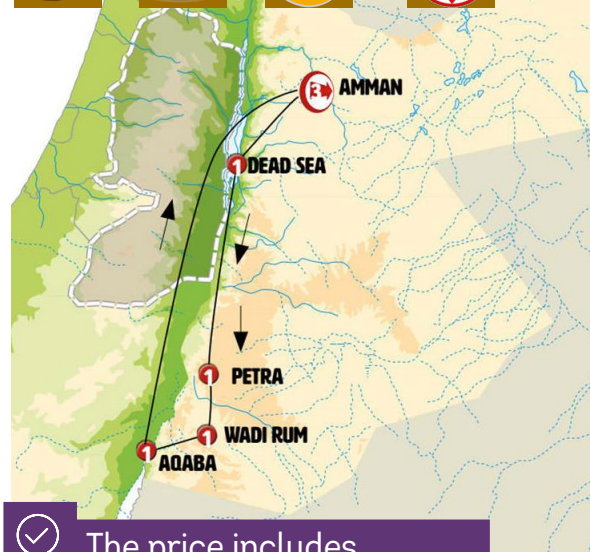 3 AMMAN
1 DEAD SEA
1 PETRA
1 WADI RUM
1 AQABA
The price includes